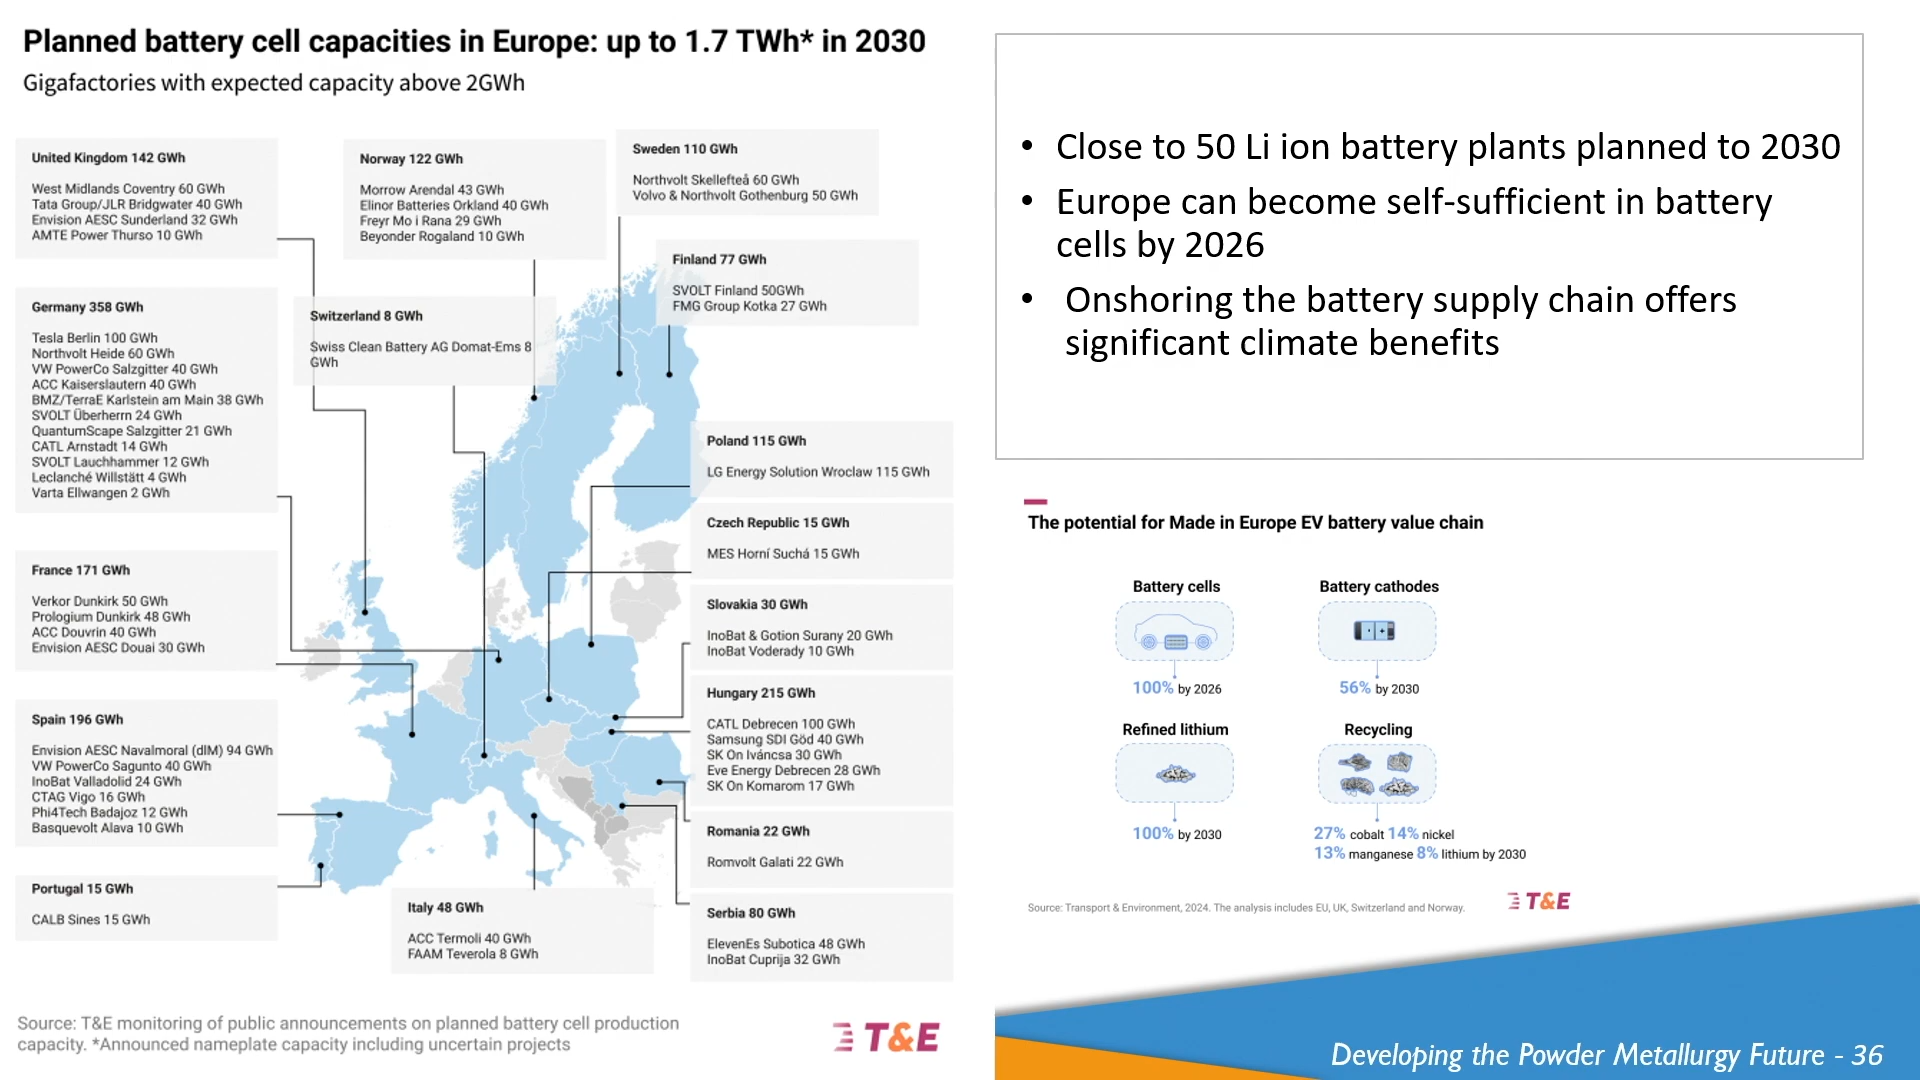 Planned battery cell capacities in Europe: up to 1.7 TWh* in 2030
Gigafactories with expected capacity above 2GWh
United Kingdom 142 GWh
West Midlands Coventry 60 GWh
Tata Group/JLR Bridgwater 40 GWh
Envision AESC Sunderland 32 GWh
AMTE Power Thurso 10 GWh
Norway 122 GWh
Morrow Arendal 43 GWh
Elinor Batteries Orkland 40 GWh
Freyr Mo i Rana 29 GWh
Beyonder Rogaland 10 GWh
Sweden 110 GWh
Northvolt Skellefteå 60 GWh
Volvo & Northvolt Gothenburg 50 GWh
Finland 77 GWh
SVOLT Finland 50GWh
FMG Group Kotka 27 GWh
Germany 358 GWh
Tesla Berlin 100 GWh
Northvolt Heide 60 GWh
VW PowerCo Salzgitter 40 GWh
ACC Kaiserslautern 40 GWh
BMZ/TerraE Karlstein am Main 38 GWh
SVOLT Überherrn 24 GWh
QuantumScape Salzgitter 21 GWh
CATL Arnstadt 14 GWh
SVOLT Lauchhammer 12 GWh
Leclanché Willstätt 4 GWh
Varta Ellwangen 2 GWh
Switzerland 8 GWh
Swiss Clean Battery AG Domat-Ems 8
GWh
Poland 115 GWh
LG Energy Solution Wroclaw 115 GWh
Czech Republic 15 GWh
MES Horní Suchá 15 GWh
Slovakia 30 GWh
InoBat & Gotion Surany 20 GWh
InoBat Voderady 10 GWh
France 171 GWh
Verkor Dunkirk 50 GWh
Prologium Dunkirk 48 GWh
ACC Douvrin 40 GWh
Envision AESC Douai 30 GWh
Hungary 215 GWh
CATL Debrecen 100 GWh
Samsung SDI Göd 40 GWh
SK On Iváncsa 30 GWh
Eve Energy Debrecen 28 GWh
SK On Komarom 17 GWh
Spain 196 GWh
Envision AESC Navalmoral (dlM) 94 GWh
VW PowerCo Sagunto 40 GWh
InoBat Valladolid 24 GWh
CTAG Vigo 16 GWh
Phi4Tech Badajoz 12 GWh
Basquevolt Alava 10 GWh
Romania 22 GWh
Romvolt Galati 22 GWh
Portugal 15 GWh
CALB Sines 15 GWh
Italy 48 GWh
ACC Termoli 40 GWh
FAAM Teverola 8 GWh
Serbia 80 GWh
ElevenEs Subotica 48 GWh
InoBat Cuprija 32 GWh
Source: T&E monitoring of public announcements on planned battery cell production
capacity. *Announced nameplate capacity including uncertain projects
T&E
• Close to 50 Li ion battery plants planned to 2030
• Europe can become self-sufficient in battery
cells by 2026
• Onshoring the battery supply chain offers
significant climate benefits
The potential for Made in Europe EV battery value chain
Battery cells
100% by 2026
Battery cathodes
56% by 2030
Refined lithium
100% by 2030
Recycling
27% cobalt 14% nickel
13% manganese 8% lithium by 2030
Source: Transport & Environment, 2024. The analysis includes EU, UK, Switzerland and Norway.
T&E
Developing the Powder Metallurgy Future - 36